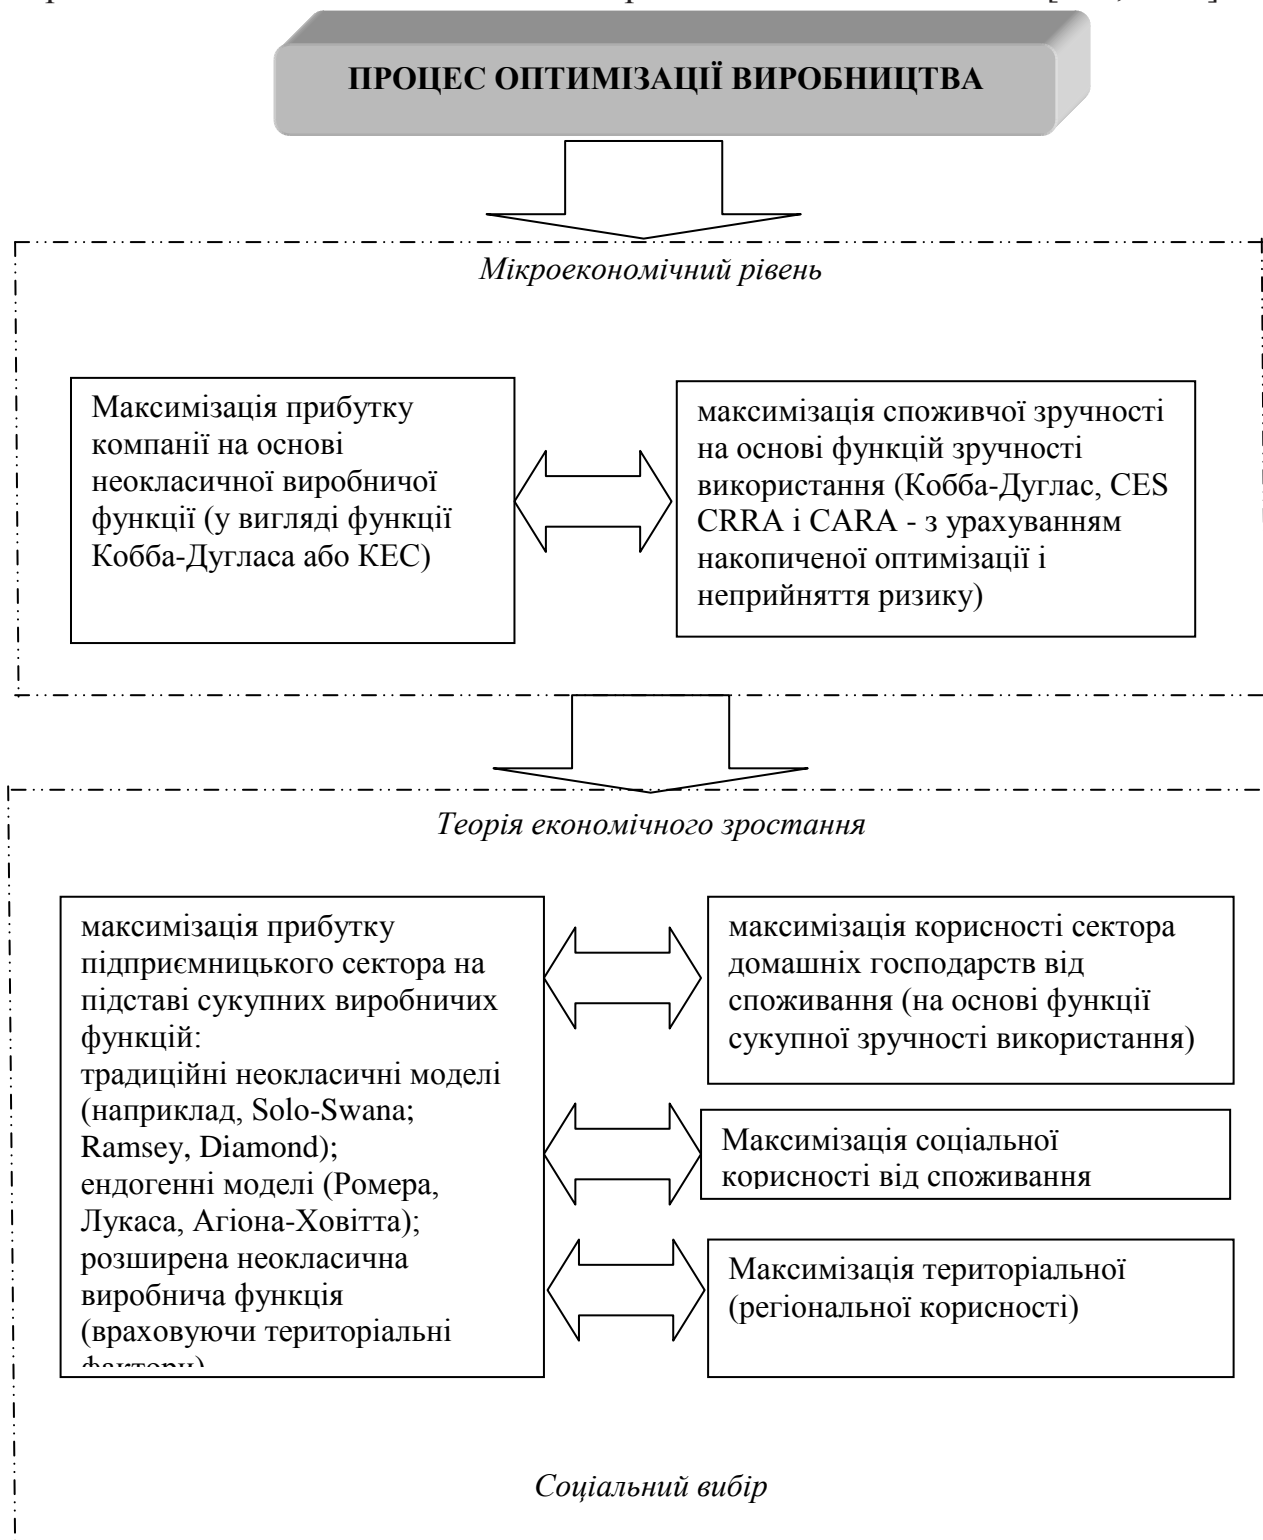 ПРОЦЕС ОПТИМІЗАЦІЇ ВИРОБНИЦТВА
Мікроекономічний рівень
Максимізація прибутку
компанії на основі
неокласичної виробничої
функції (у вигляді функції
Кобба-Дугласа або КЕС)
максимізація споживчої зручності
на основі функцій зручності
використання (Кобба-Дуглас, CES
CRRA і CARA - з урахуванням
накопиченої оптимізації і
неприйняття ризику)
Теорія економічного зростання
максимізація прибутку
підприємницького сектора на
підставі сукупних виробничих
функцій:
традиційні неокласичні моделі
(наприклад, Solo-Swana;
Ramsey, Diamond);
ендогенні моделі (Ромера,
Лукаса, Агіона-Ховітта);
розширена неокласична
виробнича функція
(враховуючи територіальні
фактори)
максимізація корисності сектора
домашніх господарств від
споживання (на основі функції
сукупної зручності використання)
Максимізація соціальної
корисності від споживання
Максимізація територіальної
(регіональної корисності)
Соціальний вибір